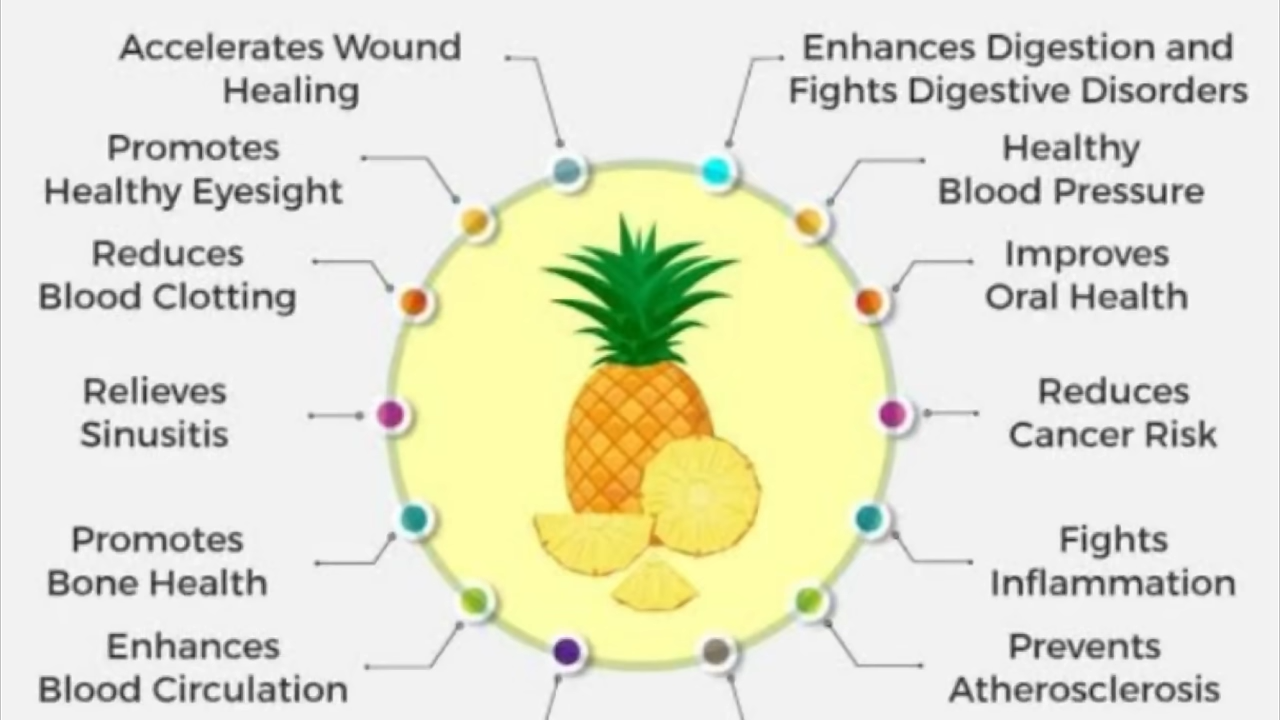 Accelerates Wound
Healing
Promotes
Healthy Eyesight
Reduces
Blood Clotting
Relieves
Sinusitis
Promotes
Bone Health
Enhances
Blood Circulation
Enhances Digestion and
Fights Digestive Disorders
Healthy
Blood Pressure
Improves
Oral Health
Reduces
Cancer Risk
Fights
Inflammation
Prevents
Atherosclerosis